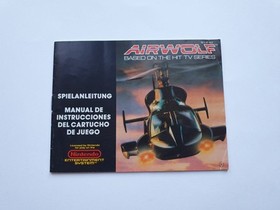 AIRWOLF
BASED ON THE HIT TV SERIES
SPIELANLEITUNG
MANUAL DE
INSTRUCCIONES
DEL CARTUCHO
DE JUEGO
Nintendo
ENTERTAINMENT
SYSTEM